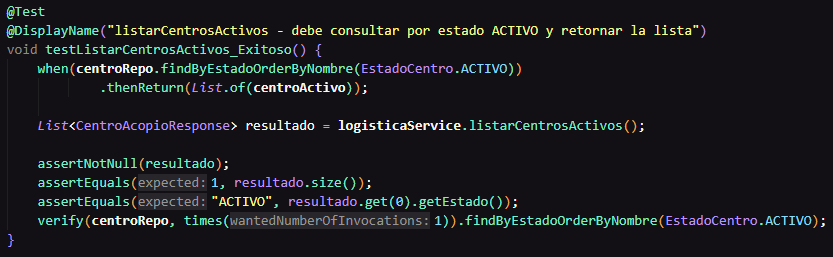 @Test
@DisplayName("listarCentrosActivos - debe consultar por estado ACTIVO y retornar la lista")
void testListarCentrosActivos_Exitoso() {
when(centroRepo.findByEstadoOrderByNombre(EstadoCentro.ACTIVO))
.thenReturn(List.of(centroActivo));
List<CentroAcopioResponse> resultado = logisticaService.listarCentrosActivos();
assertNotNull(resultado);
assertEquals( expected: 1, resultado.size());
assertEquals( expected: "ACTIVO", resultado.get(0).getEstado());
verify(centroRepo, times( wantedNumberOfInvocations: 1)).findByEstadoOrderByNombre(EstadoCentro.ACTIVO);
}